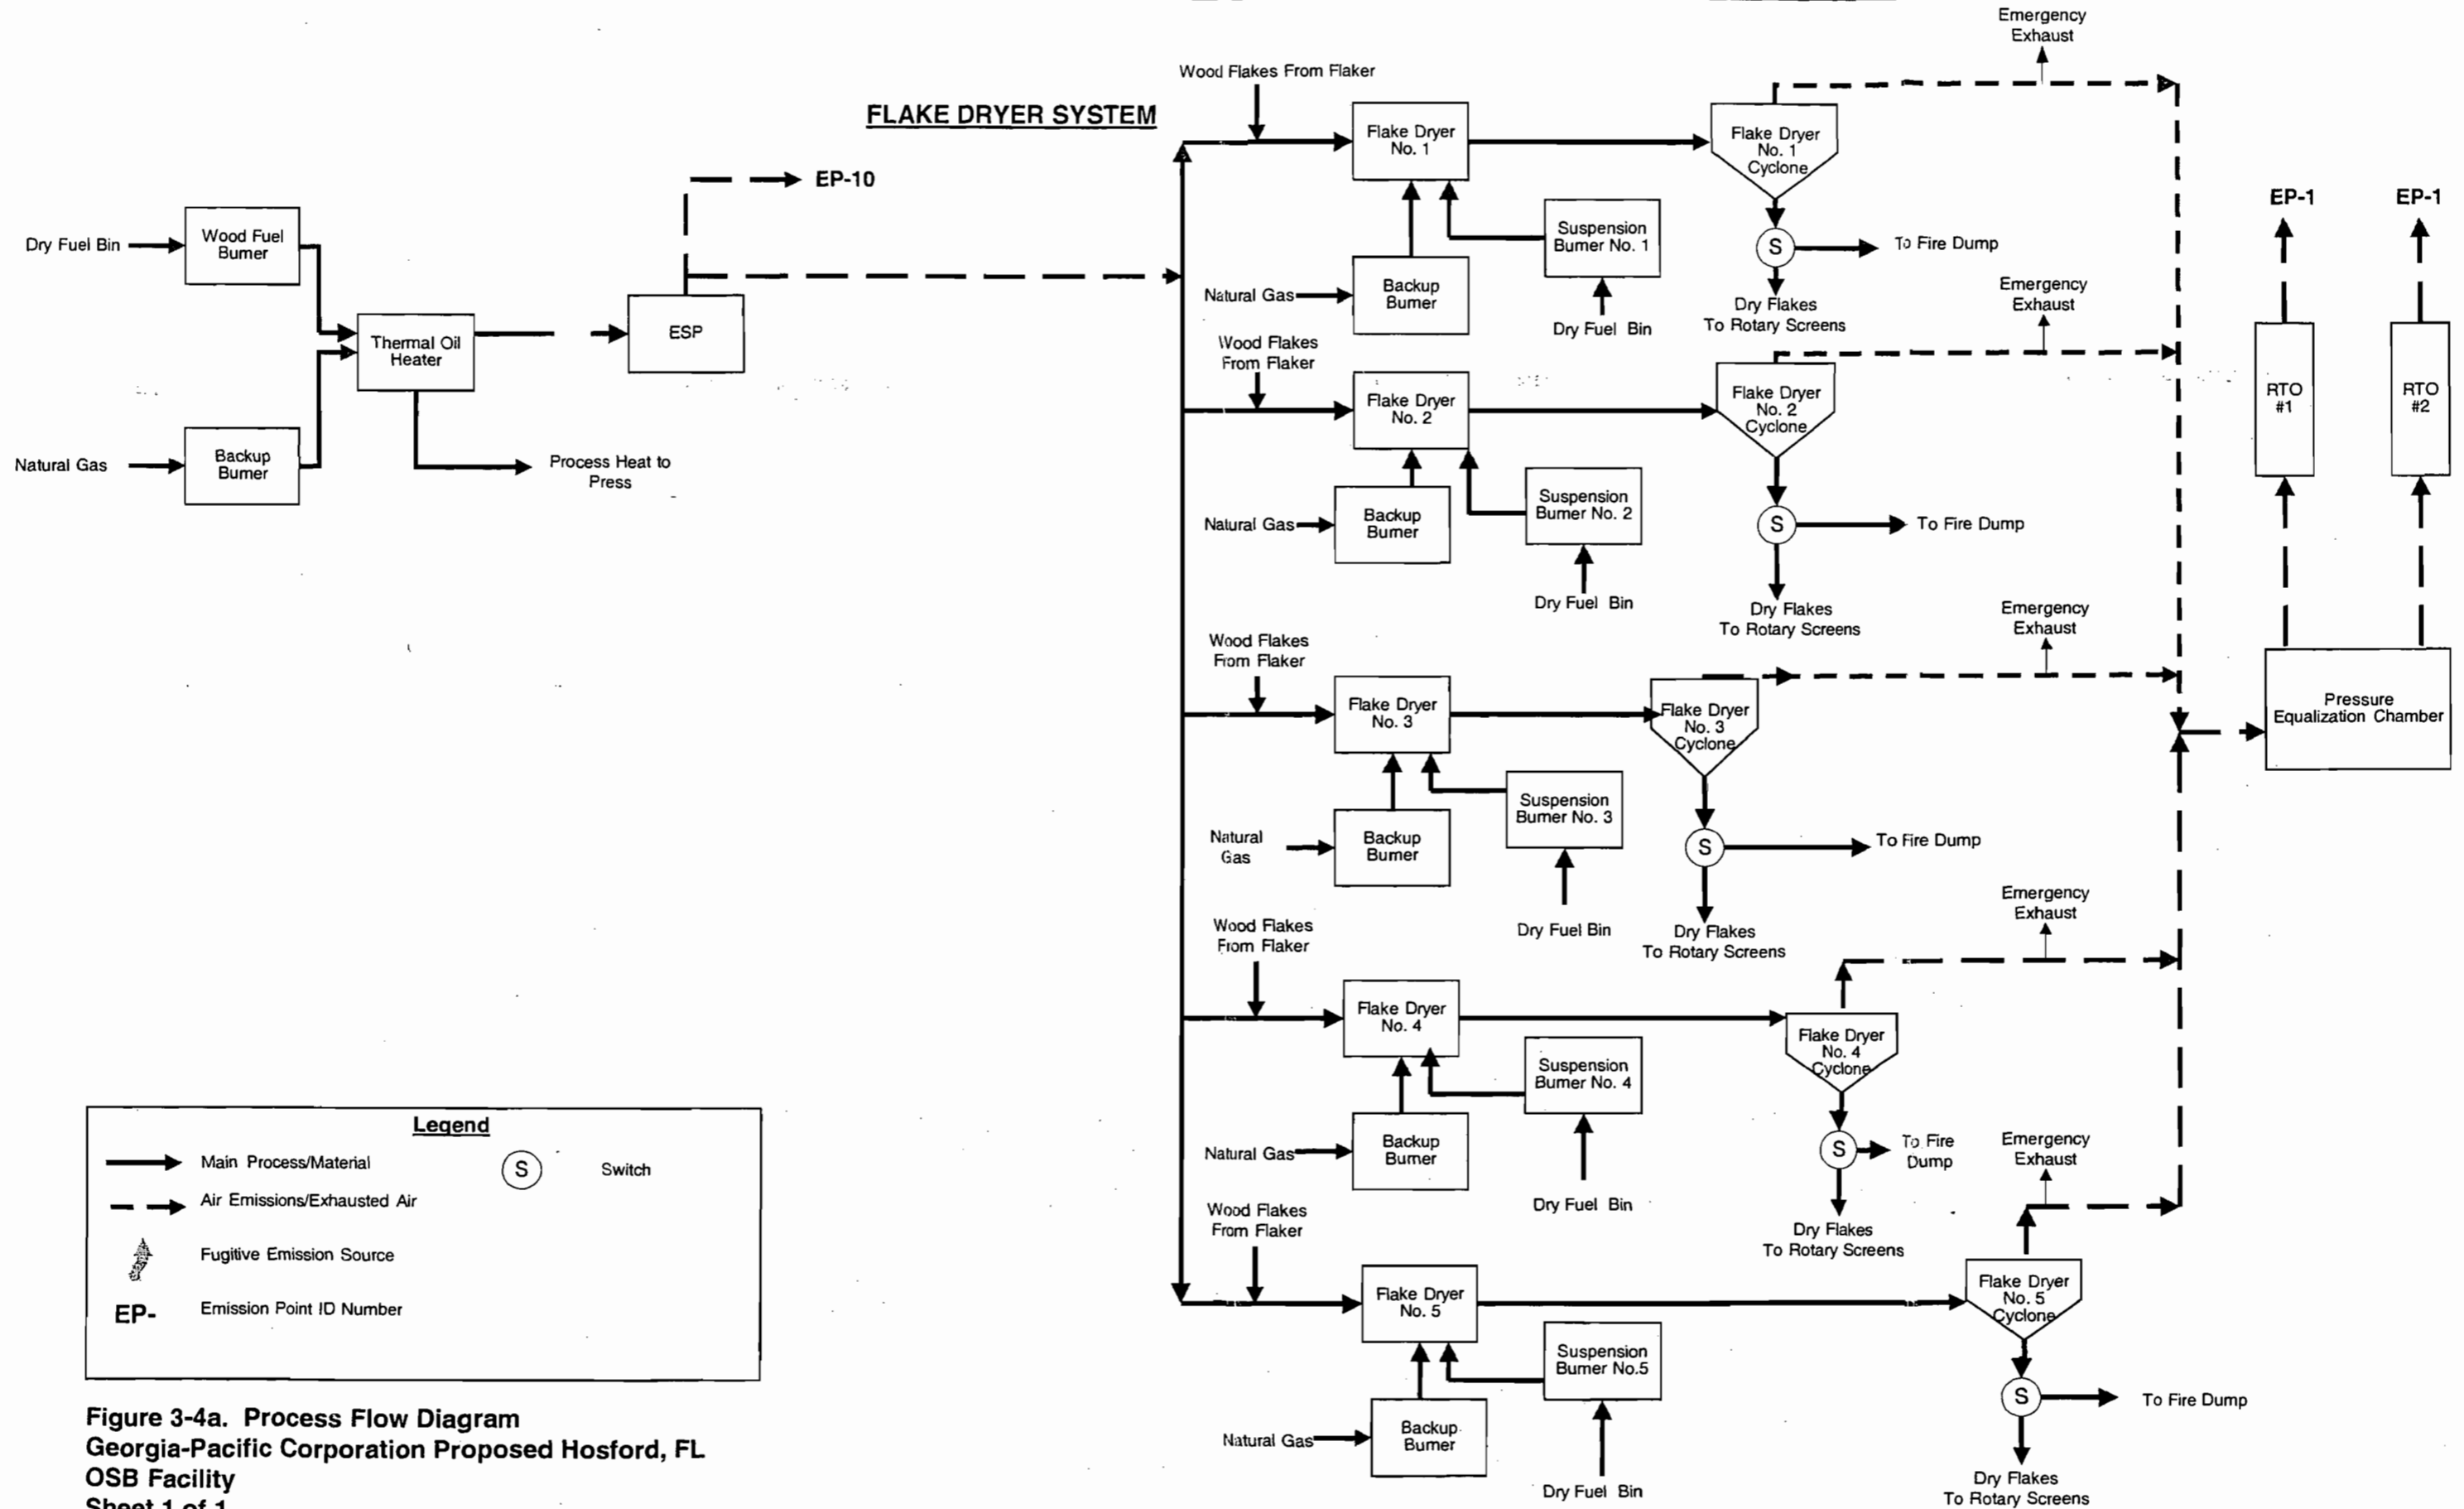 FLAKE DRYER SYSTEM
Dry Fuel Bin
Wood Fuel
Burner
Natural Gas
Backup
Burner
Thermal Oil
Heater
Process Heat to
Press
ESP
EP-10
Wood Flakes From Flaker
Flake Dryer
No. 1
Natural Gas
Backup
Burner
Suspension
Burner No. 1
Dry Fuel Bin
Flake Dryer
No. 1
Cyclone
S
To Fire Dump
Dry Flakes
To Rotary Screens
Emergency
Exhaust
Wood Flakes
From Flaker
Flake Dryer
No. 2
Natural Gas
Backup
Burner
Suspension
Burner No. 2
Dry Fuel Bin
Flake Dryer
No. 2
Cyclone
S
To Fire Dump
Dry Flakes
To Rotary Screens
Emergency
Exhaust
Wood Flakes
From Flaker
Flake Dryer
No. 3
Natural
Gas
Backup
Burner
Suspension
Burner No. 3
Dry Fuel Bin
Flake Dryer
No. 3
Cyclone
S
To Fire Dump
Dry Flakes
To Rotary Screens
Emergency
Exhaust
Wood Flakes
From Flaker
Flake Dryer
No. 4
Natural Gas
Backup
Burner
Suspension
Burner No. 4
Dry Fuel Bin
Flake Dryer
No. 4
Cyclone
S
To Fire
Dump
Dry Flakes
To Rotary Screens
Emergency
Exhaust
Wood Flakes
From Flaker
Flake Dryer
No. 5
Natural Gas
Backup
Burner
Suspension
Burner No.5
Dry Fuel Bin
Flake Dryer
No. 5
Cyclone
S
To Fire Dump
Dry Flakes
To Rotary Screens
Emergency
Exhaust
EP-1
EP-1
RTO
#1
RTO
#2
Pressure
Equalization Chamber
Legend
Main Process/Material
S
Switch
Air Emissions/Exhausted Air
Fugitive Emission Source
EP-
Emission Point ID Number
Figure 3-4a. Process Flow Diagram
Georgia-Pacific Corporation Proposed Hosford, FL
OSB Facility
Sheet 1 of 1